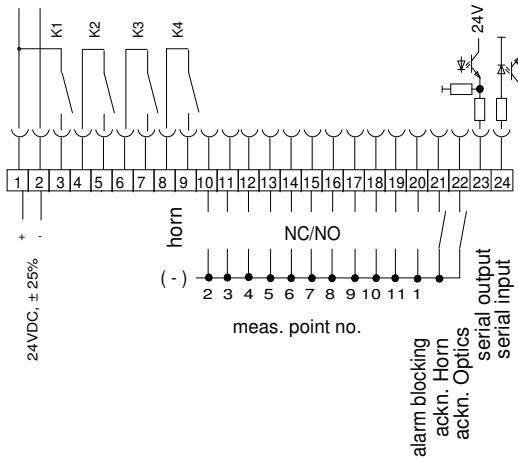 K1 K2 K3 K4 24V
1 2 3 4 5 6 7 8 9 10 11 12 13 14 15 16 17 18 19 20 21 22 23 24
+ -
24VDC, ± 25%
horn
NC/NO
(-)
2 3 4 5 6 7 8 9 10 11 1
meas. point no.
alarm blocking
ackn. Horn
ackn. Optics
serial output
serial input